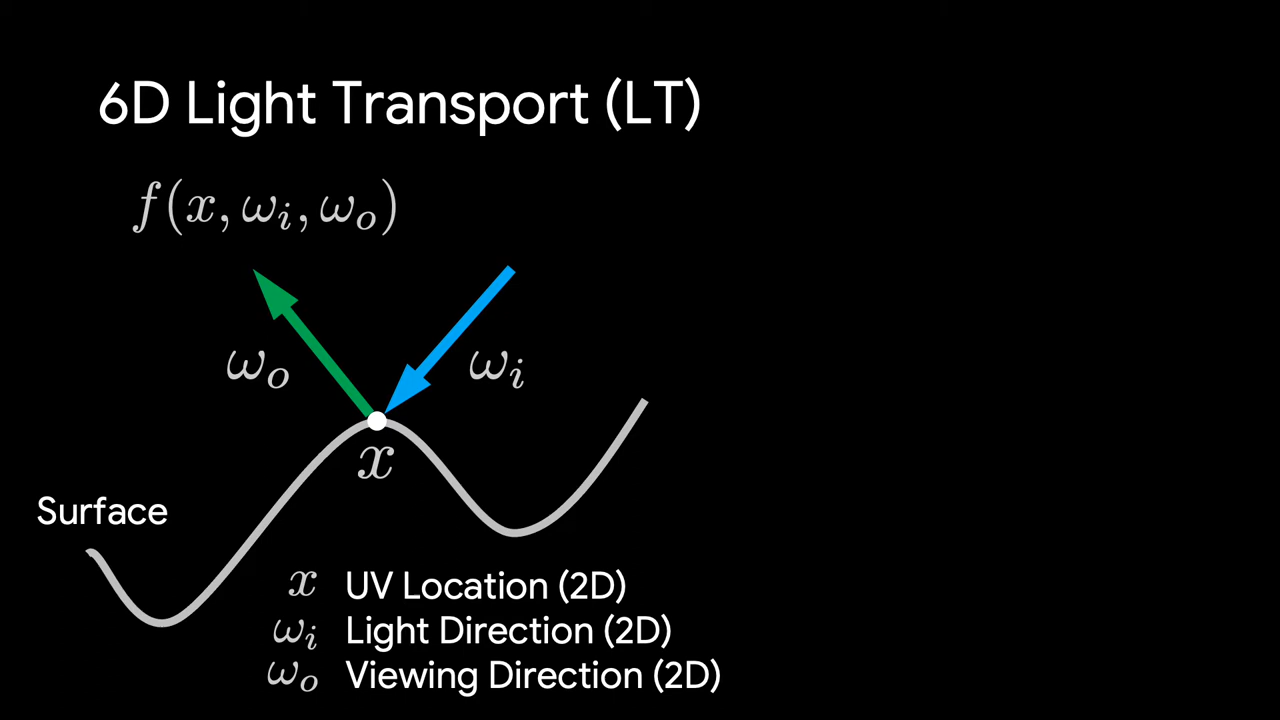 6D Light Transport (LT)
f(x, ωᵢ, ωₒ)
ωₒ
ωᵢ
x
Surface
x UV Location (2D)
ωᵢ Light Direction (2D)
ωₒ Viewing Direction (2D)